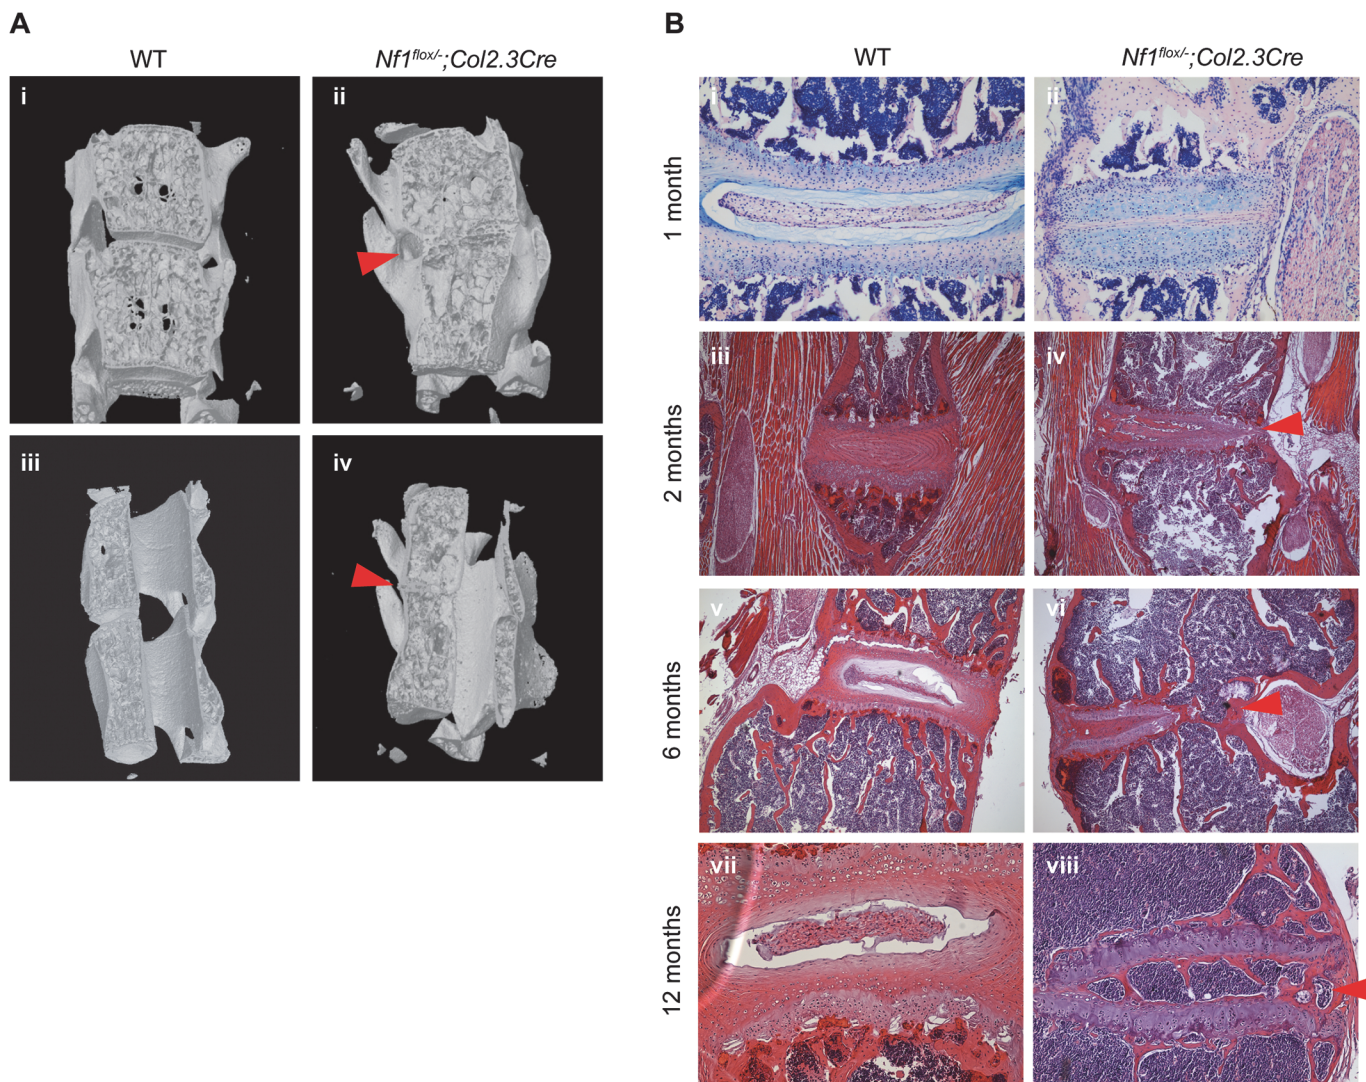 A
WT
Nf1flox/-;Col2.3Cre
i
ii
iii
iv
B
WT
Nf1flox/-;Col2.3Cre
1 month
i
ii
2 months
iii
iv
6 months
v
vi
12 months
vii
viii